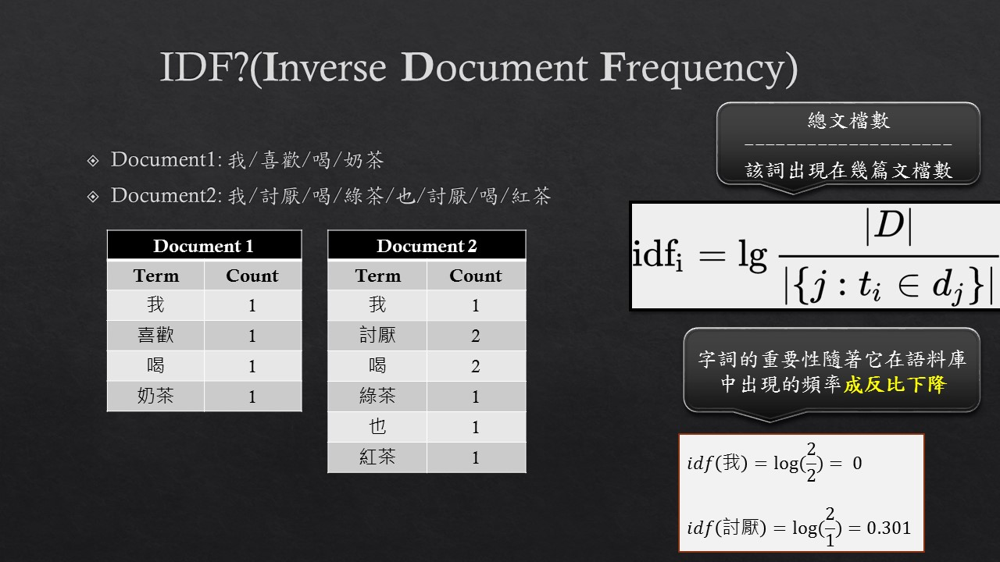 IDF?(Inverse Document Frequency)
總文檔數
--------------------
該詞出現在幾篇文檔數
Document1: 我/喜歡/喝/奶茶
Document2: 我/討厭/喝/綠茶/也/討厭/喝/紅茶
Document 1
Term Count
我 1
喜歡 1
喝 1
奶茶 1
Document 2
Term Count
我 1
討厭 2
喝 2
綠茶 1
也 1
紅茶 1
idf_i = lg |D| / |{j : t_i ∈ d_j}|
字詞的重要性隨著它在語料庫
中出現的頻率成反比下降
idf(我) = log(2/2) = 0
idf(討厭) = log(2/1) = 0.301